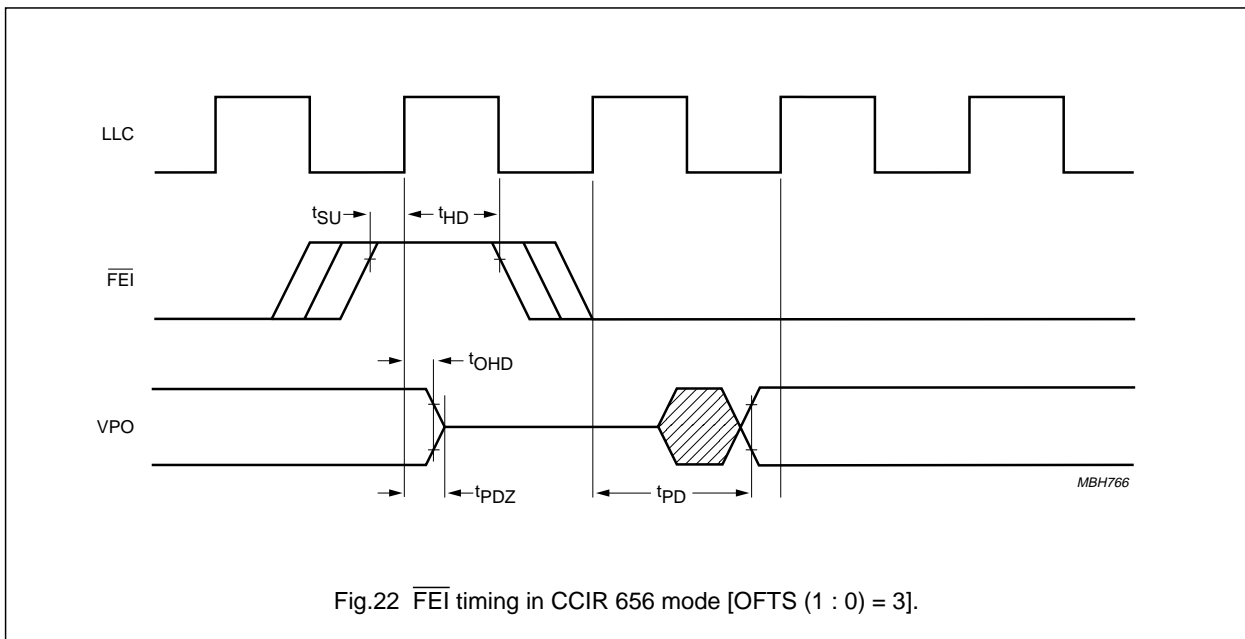 LLC
tSU
tHD
FEI
tOHD
VPO
tPDZ
tPD
MBH766
Fig.22 FEI timing in CCIR 656 mode [OFTS (1 : 0) = 3].